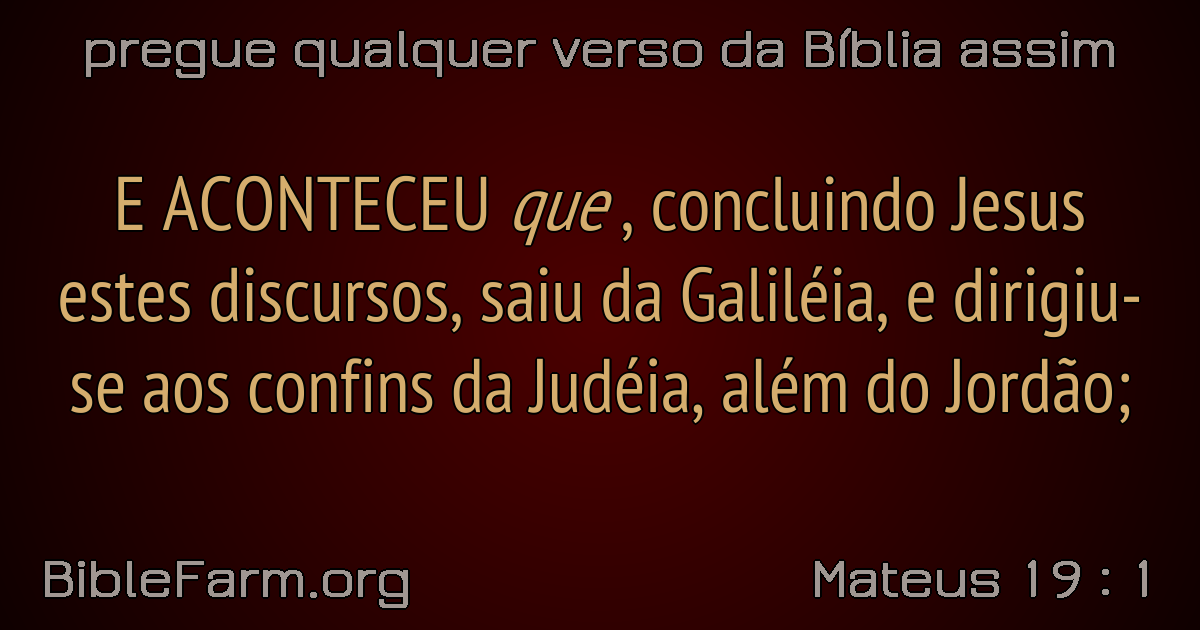 pregue qualquer verso da Bíblia assim
E ACONTECEU que , concluindo Jesus
estes discursos, saiu da Galiléia, e dirigiu-
se aos confins da Judéia, além do Jordão;
BibleFarm.org
Mateus 19 : 1